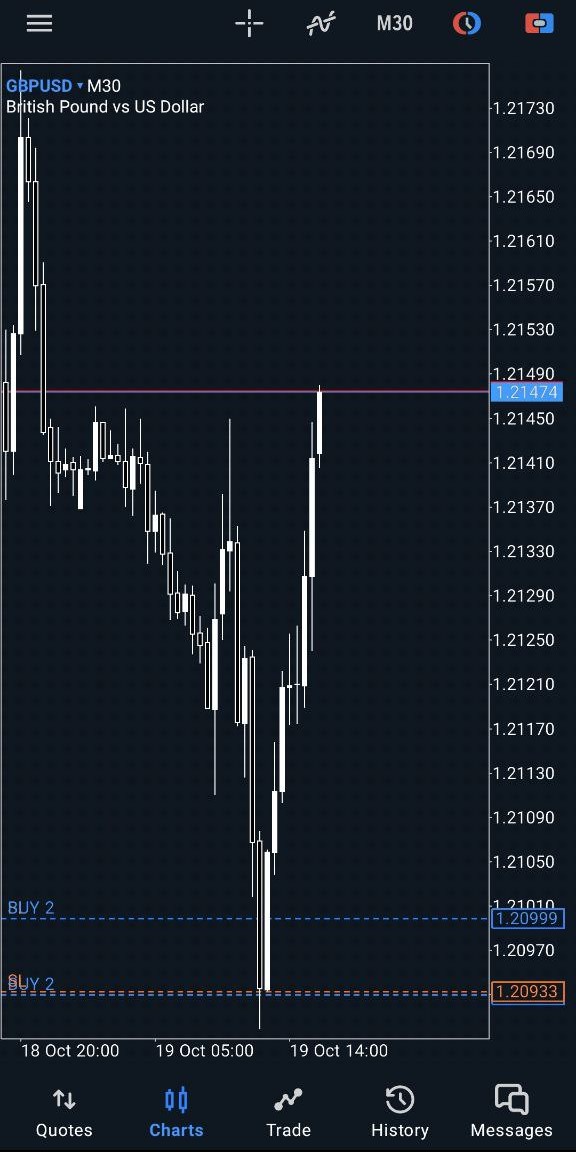 M30
GBPUSD ▾ M30
British Pound vs US Dollar
1.21730
1.21690
1.21650
1.21610
1.21570
1.21530
1.21490
1.21474
1.21450
1.21410
1.21370
1.21330
1.21290
1.21250
1.21210
1.21170
1.21130
1.21090
1.21050
1.21010
BUY 2
1.20999
1.20970
SL
BUY 2
1.20933
18 Oct 20:00 19 Oct 05:00 19 Oct 14:00
Quotes Charts Trade History Messages